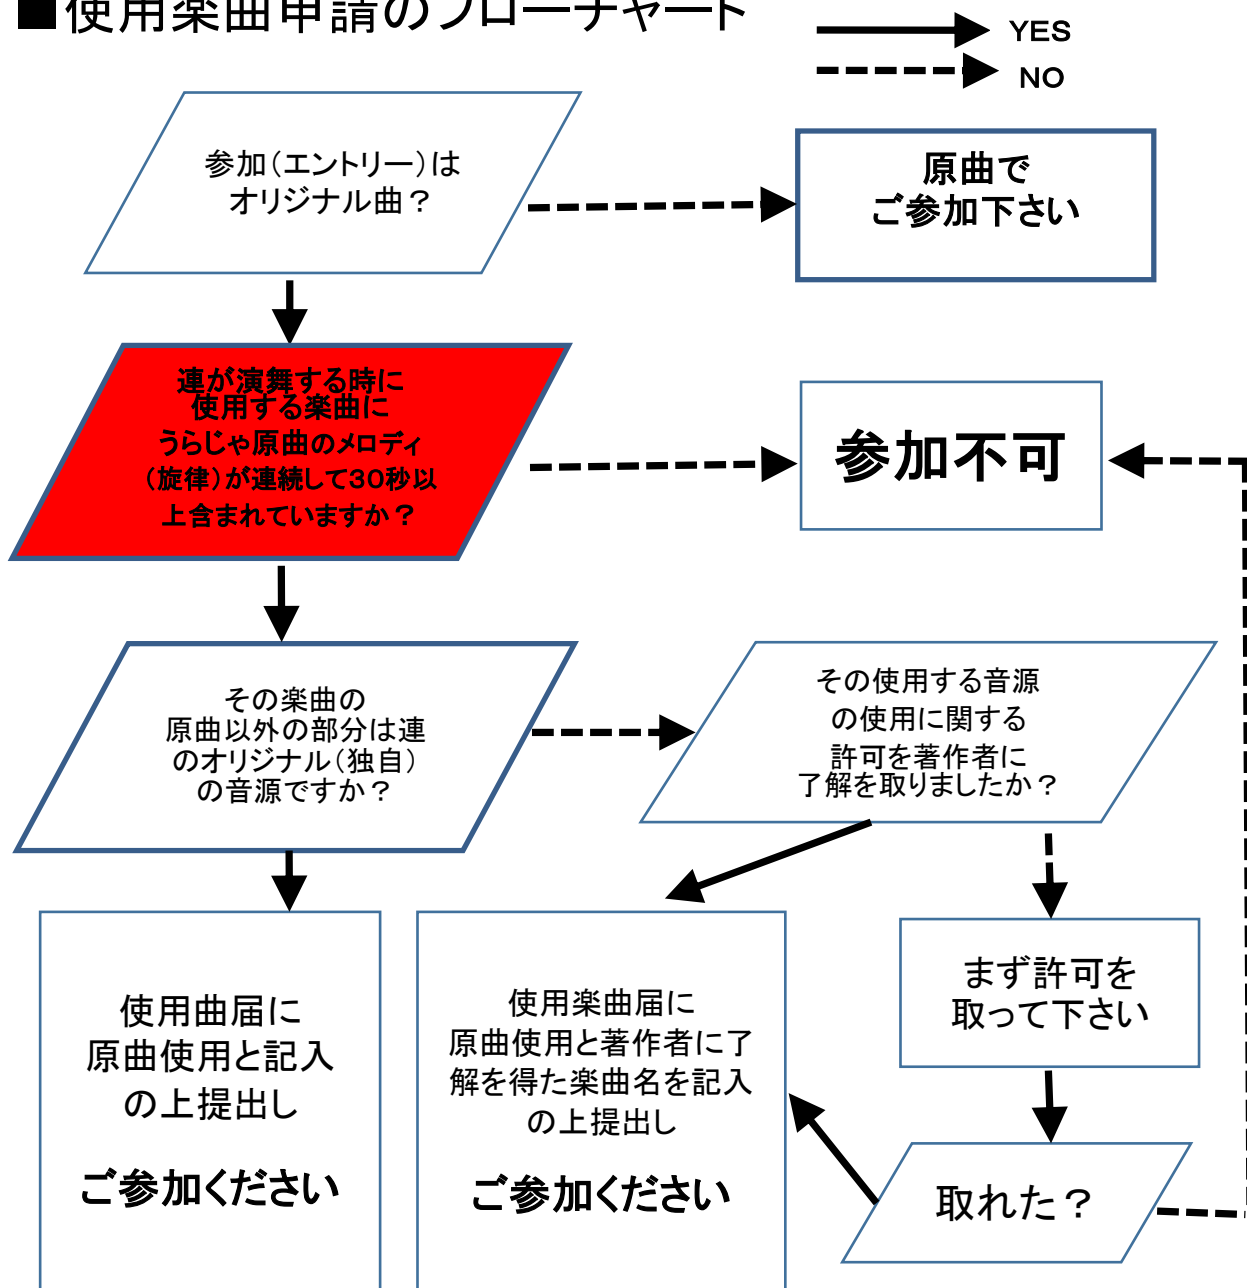 ■使用楽曲申請のフローチャート
YES
NO
参加(エントリー)は
オリジナル曲？
原曲で
ご参加下さい
連が演舞する時に
使用する楽曲に
うらじゃ原曲のメロディ
(旋律)が連続して30秒以
上含まれていますか？
参加不可
その楽曲の
原曲以外の部分は連
のオリジナル(独自)
の音源ですか？
その使用する音源
の使用に関する
許可を著作者に
了解を取りましたか？
使用曲届に
原曲使用と記入
の上提出し
ご参加ください
使用楽曲届に
原曲使用と著作者に了
解を得た楽曲名を記入
の上提出し
ご参加ください
まず許可を
取って下さい
取れた？